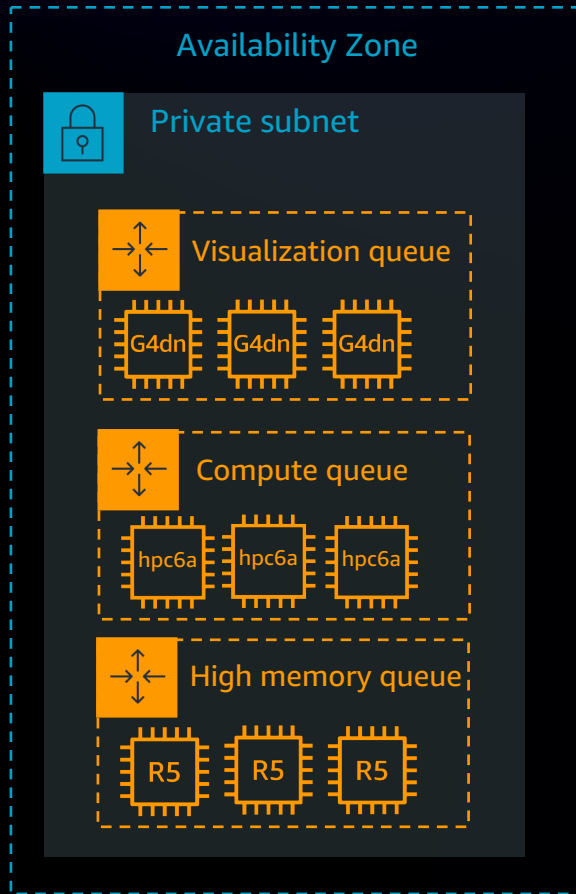 Availability Zone
Private subnet
Visualization queue
G4dn G4dn G4dn
Compute queue
hpc6a hpc6a hpc6a
High memory queue
R5 R5 R5